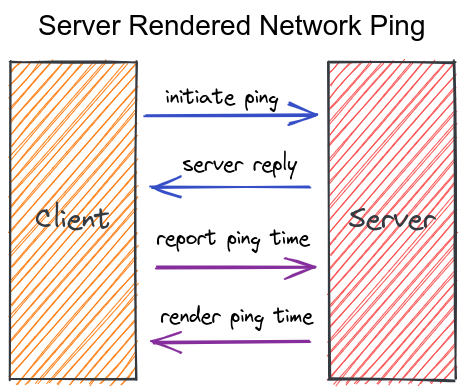 Server Rendered Network Ping
initiate ping
server reply
Client
Server
report ping time
render ping time